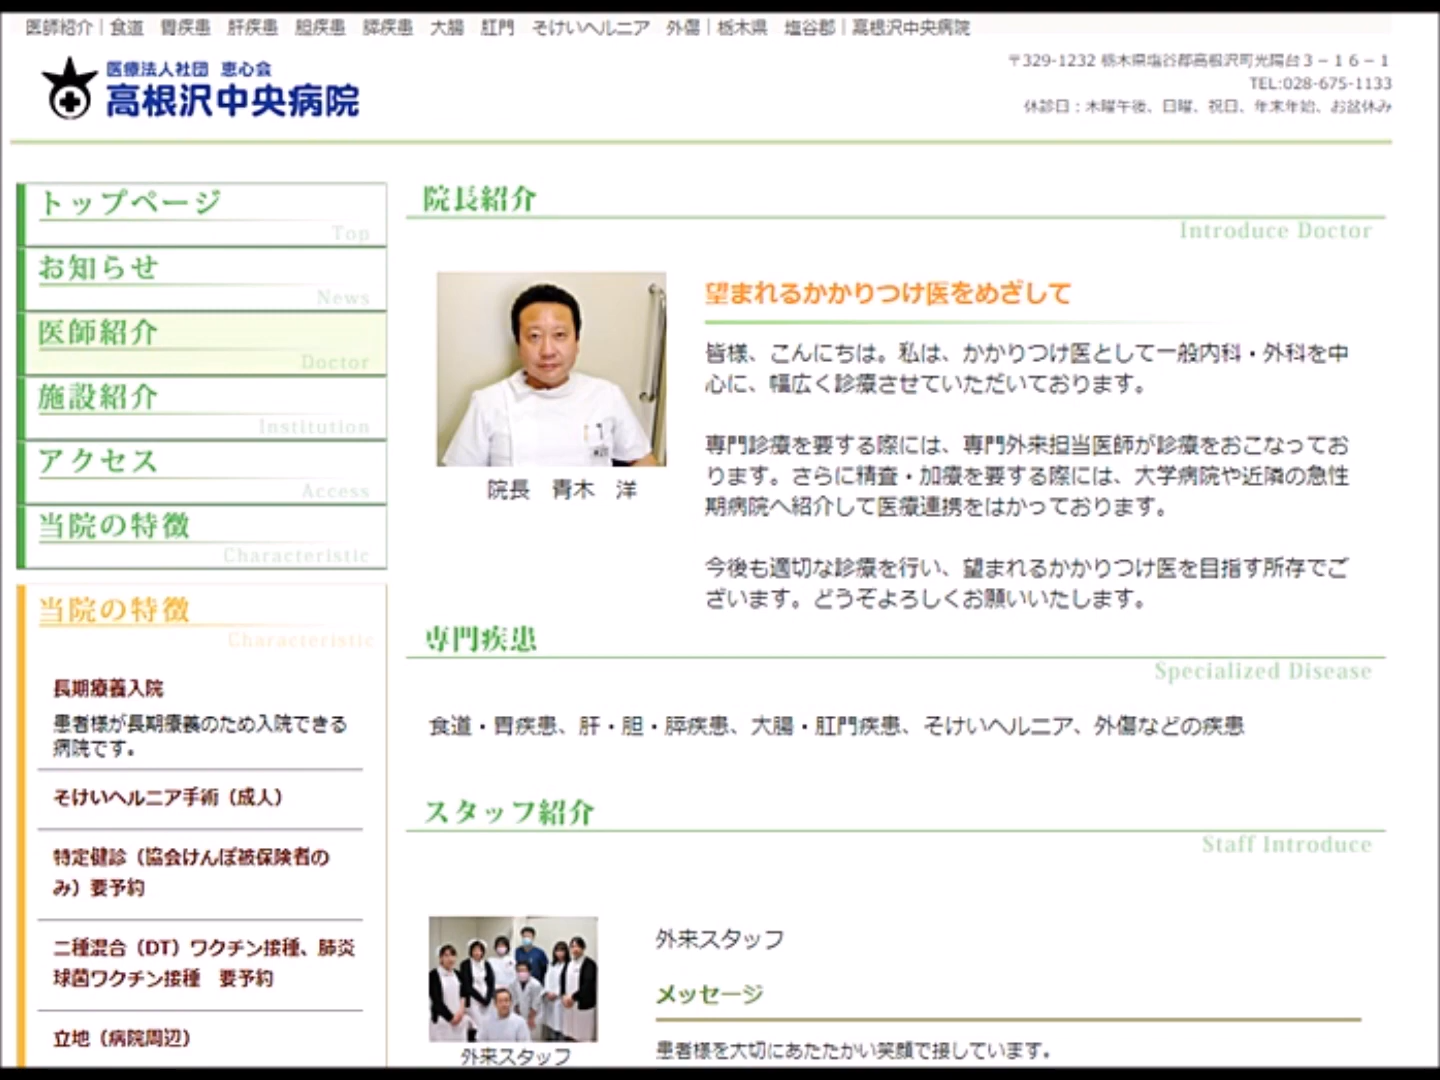 医師紹介｜食道　胃疾患　肝疾患　胆疾患　膵疾患　大腸　肛門　そけいヘルニア　外傷｜栃木県　塩谷郡｜高根沢中央病院
医療法人社団　恵心会
高根沢中央病院
〒329-1232 栃木県塩谷郡高根沢町光陽台３－１６－１
TEL:028-675-1133
休診日：木曜午後、日曜、祝日、年末年始、お盆休み
トップページ
Top
お知らせ
News
医師紹介
Doctor
施設紹介
Institution
アクセス
Access
当院の特徴
Characteristic
当院の特徴
Characteristic
長期療養入院
患者様が長期療養のため入院できる
病院です。
そけいヘルニア手術（成人）
特定健診（協会けんぽ被保険者の
み）要予約
二種混合（DT）ワクチン接種、肺炎
球菌ワクチン接種　要予約
立地（病院周辺）
院長紹介
Introduce Doctor
院長　青木　洋
望まれるかかりつけ医をめざして
皆様、こんにちは。私は、かかりつけ医として一般内科・外科を中
心に、幅広く診療させていただいております。
専門診療を要する際には、専門外来担当医師が診療をおこなってお
ります。さらに精査・加療を要する際には、大学病院や近隣の急性
期病院へ紹介して医療連携をはかっております。
今後も適切な診療を行い、望まれるかかりつけ医を目指す所存でご
ざいます。どうぞよろしくお願いいたします。
専門疾患
Specialized Disease
食道・胃疾患、肝・胆・膵疾患、大腸・肛門疾患、そけいヘルニア、外傷などの疾患
スタッフ紹介
Staff Introduce
外来スタッフ
外来スタッフ
メッセージ
患者様を大切にあたたかい笑顔で接しています。